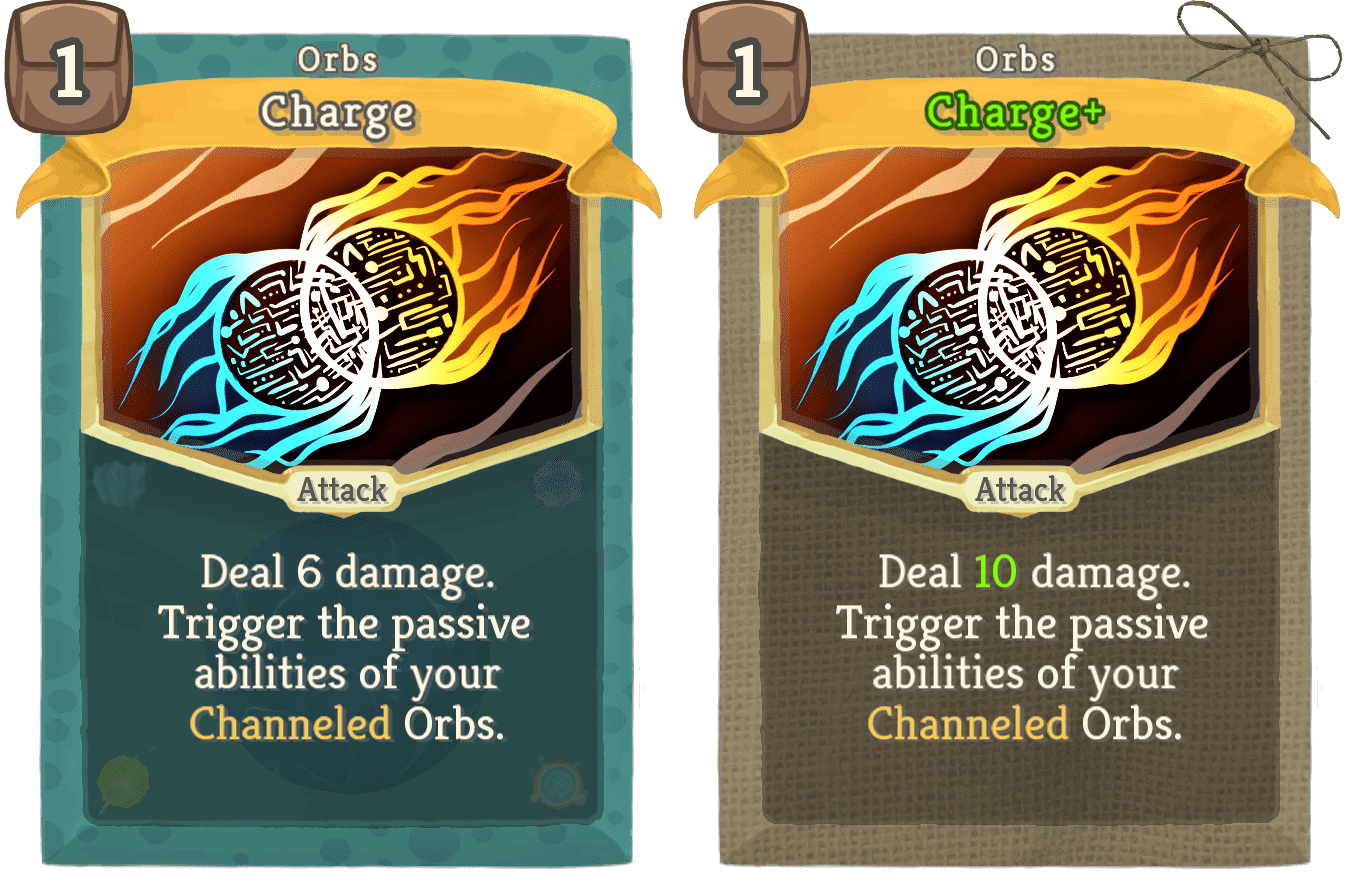 1
Orbs
Charge
Attack
Deal 6 damage.
Trigger the passive
abilities of your
Channeled Orbs.
1
Orbs
Charge+
Attack
Deal 10 damage.
Trigger the passive
abilities of your
Channeled Orbs.